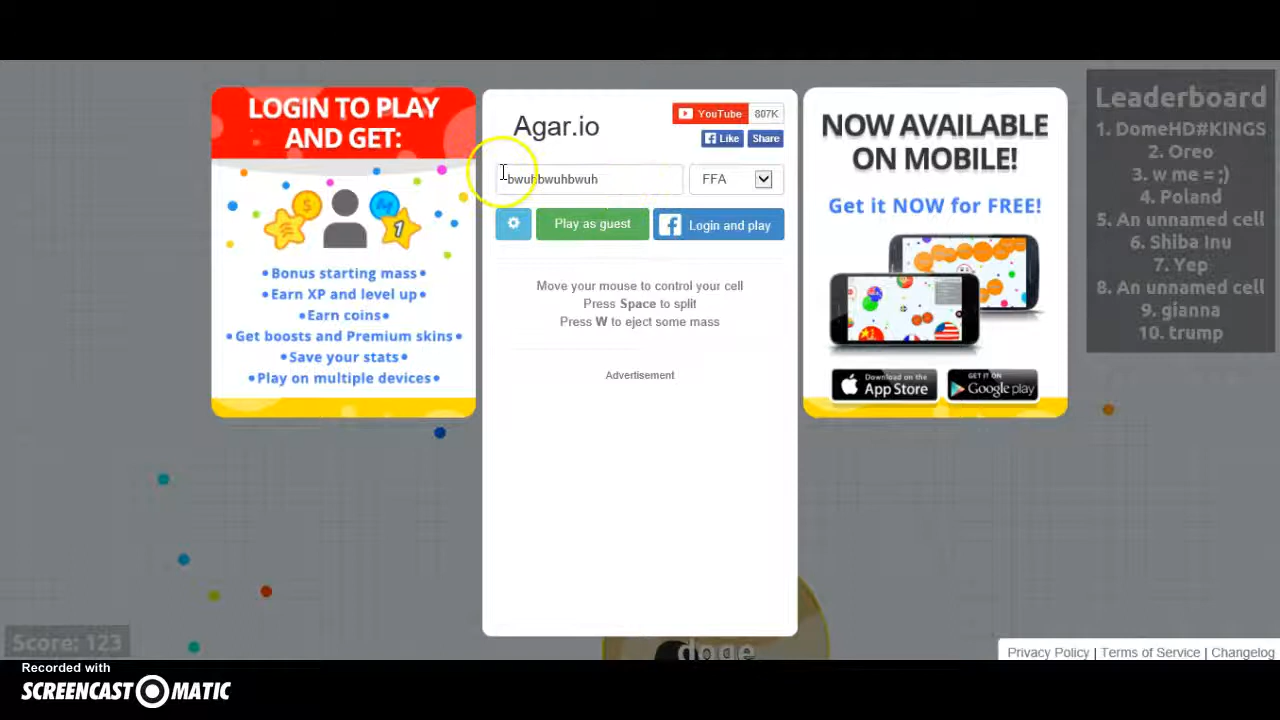 LOGIN TO PLAY
AND GET:
• Bonus starting mass •
• Earn XP and level up •
• Earn coins •
• Get boosts and Premium skins •
• Save your stats •
• Play on multiple devices •
Agar.io
YouTube 807K
Like Share
-bwuhbwuhbwuh FFA
Play as guest Login and play
Move your mouse to control your cell
Press Space to split
Press W to eject some mass
Advertisement
NOW AVAILABLE
ON MOBILE!
Get it NOW for FREE!
Download on the
App Store
GET IT ON
Google play
Leaderboard
1. DomeHD#KINGS
2. Oreo
3. w me = ;)
4. Poland
5. An unnamed cell
6. Shiba Inu
7. Yep
8. An unnamed cell
9. gianna
10. trump
Score: 123
doge
Privacy Policy | Terms of Service | Changelog
Recorded with
SCREENCAST-O-MATIC